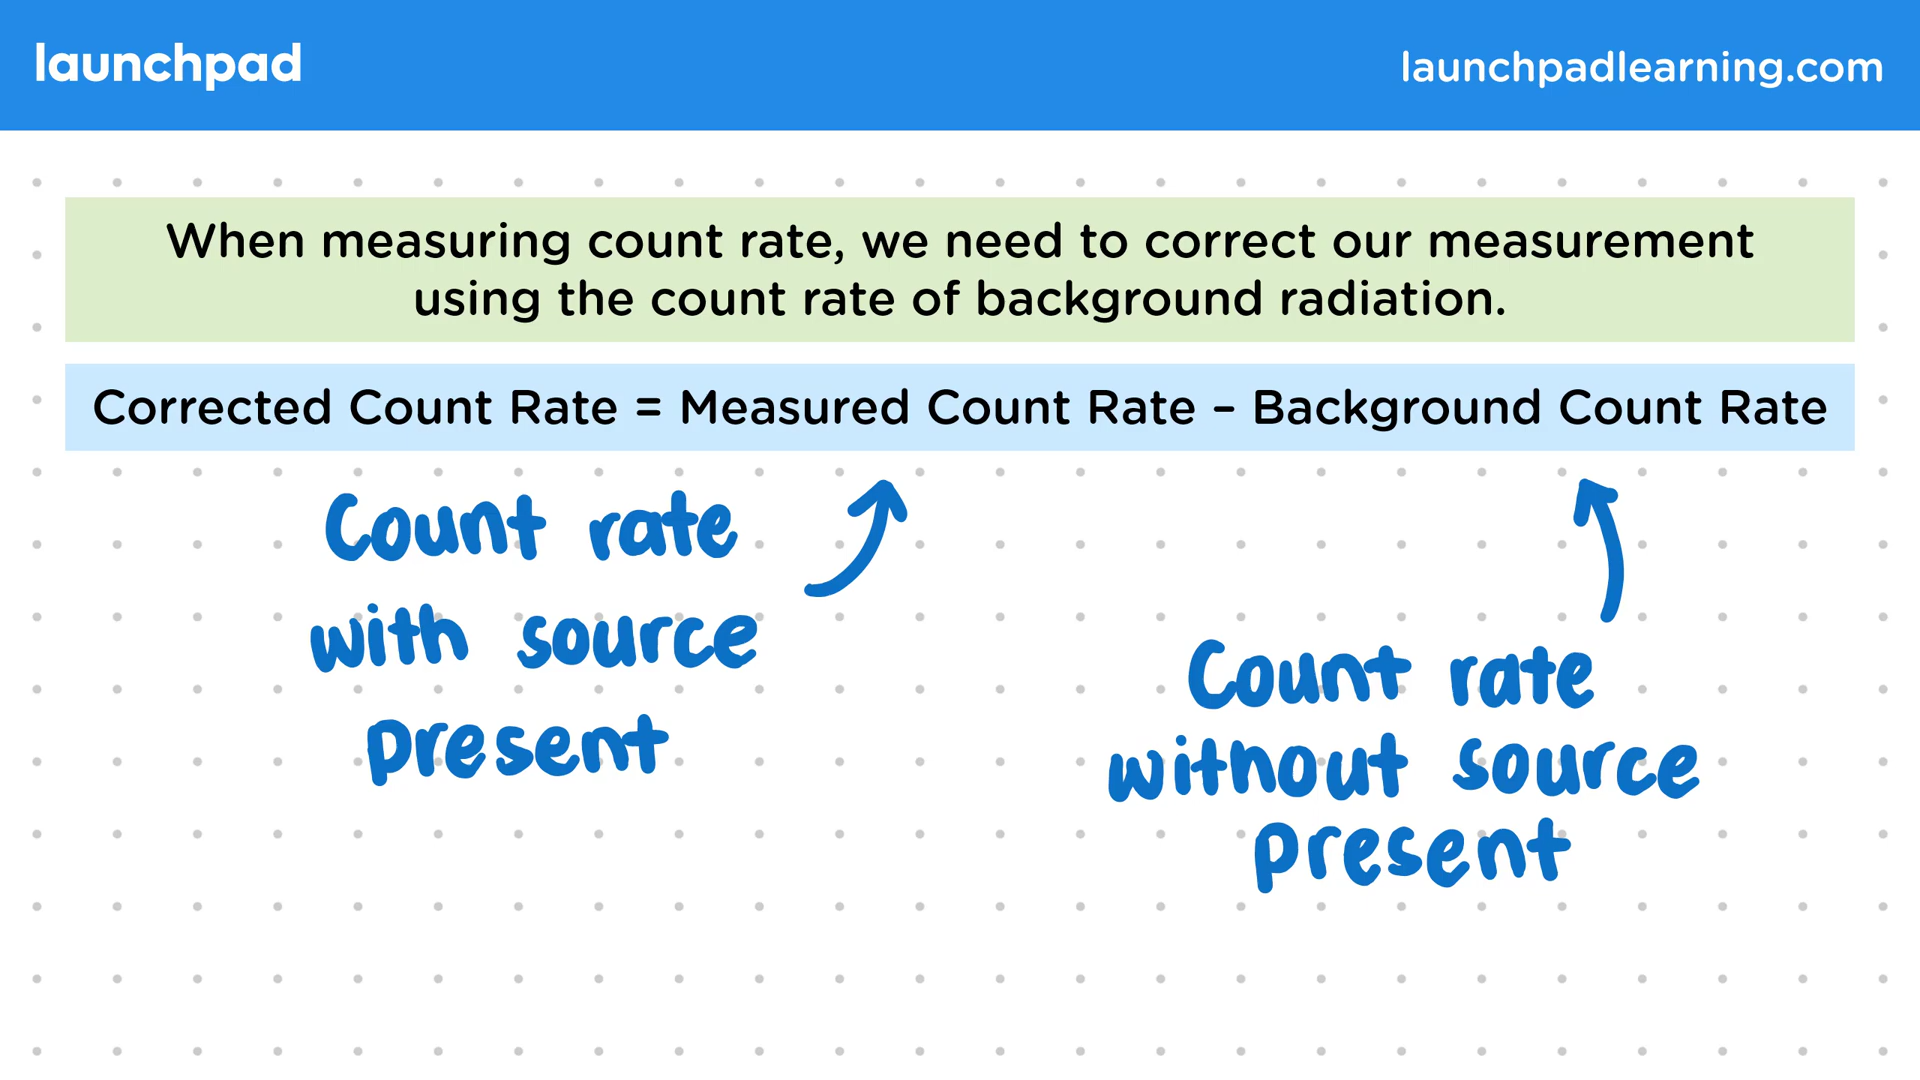 launchpad
launchpadlearning.com
When measuring count rate, we need to correct our measurement
using the count rate of background radiation.
Corrected Count Rate = Measured Count Rate – Background Count Rate
Count rate
with source
present
Count rate
without source
present